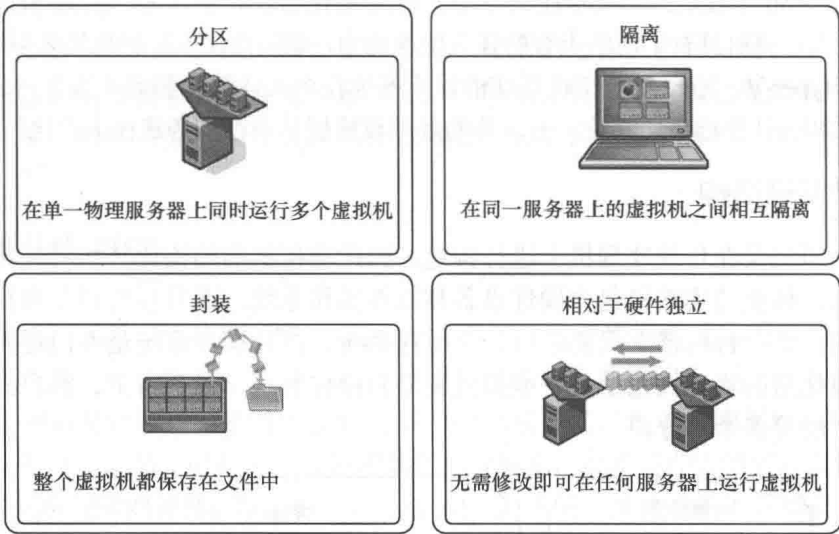 分区
在单一物理服务器上同时运行多个虚拟机
隔离
在同一服务器上的虚拟机之间相互隔离
封装
整个虚拟机都保存在文件中
相对于硬件独立
无需修改即可在任何服务器上运行虚拟机